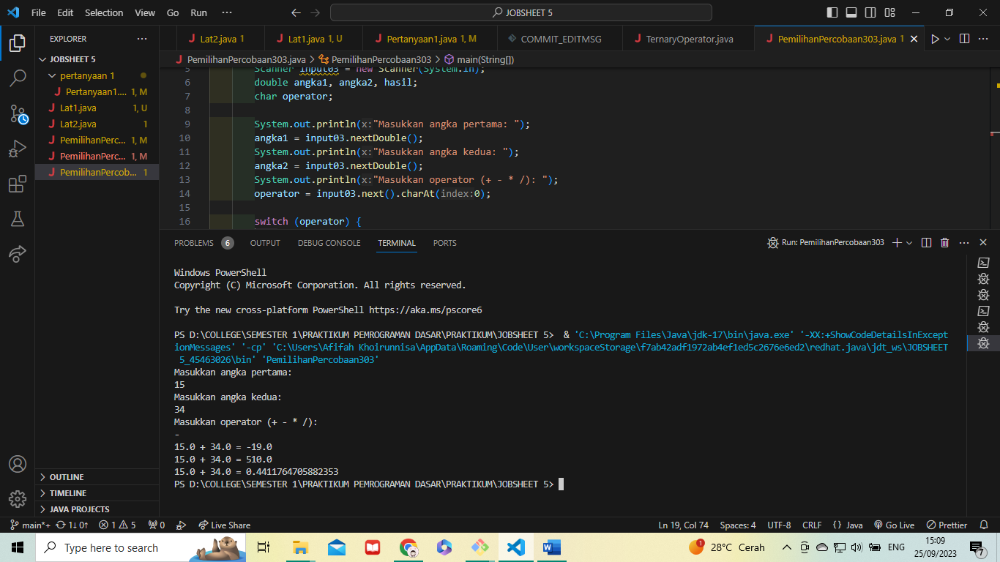 File Edit Selection View Go Run ··· JOBSHEET 5
EXPLORER ···
JOBSHEET 5
pertanyaan 1
Pertanyaan1.... 1, M
Lat1.java 1, U
Lat2.java 1
PemilihanPerc... 1, M
PemilihanPerc... 1, M
PemilihanPercob... 1
OUTLINE
TIMELINE
JAVA PROJECTS
Lat2.java 1 Lat1.java 1, U Pertanyaan1.java 1, M COMMIT_EDITMSG TernaryOperator.java PemilihanPercobaan303.java 1
PemilihanPercobaan303.java > PemilihanPercobaan303 > main(String[])
5 Scanner input03 = new Scanner(System.in);
6 double angka1, angka2, hasil;
7 char operator;
8
9 System.out.println(x:"Masukkan angka pertama: ");
10 angka1 = input03.nextDouble();
11 System.out.println(x:"Masukkan angka kedua: ");
12 angka2 = input03.nextDouble();
13 System.out.println(x:"Masukkan operator (+ - * /): ");
14 operator = input03.next().charAt(index:0);
15
16 switch (operator) {
PROBLEMS 6 OUTPUT DEBUG CONSOLE TERMINAL PORTS Run: PemilihanPercobaan303
Windows PowerShell
Copyright (C) Microsoft Corporation. All rights reserved.
Try the new cross-platform PowerShell https://aka.ms/pscore6
PS D:\COLLEGE\SEMESTER 1\PRAKTIKUM PEMROGRAMAN DASAR\PRAKTIKUM\JOBSHEET 5> & 'C:\Program Files\Java\jdk-17\bin\java.exe' '-XX:+ShowCodeDetailsInExcept
ionMessages' '-cp' 'C:\Users\Afifah Khoirunnisa\AppData\Roaming\Code\User\workspaceStorage\f7ab42adf1972ab4ef1ed5c2676e6ed2\redhat.java\jdt_ws\JOBSHEET
5_45463026\bin' 'PemilihanPercobaan303'
Masukkan angka pertama:
15
Masukkan angka kedua:
34
Masukkan operator (+ - * /):
-
15.0 + 34.0 = -19.0
15.0 + 34.0 = 510.0
15.0 + 34.0 = 0.4411764705882353
PS D:\COLLEGE\SEMESTER 1\PRAKTIKUM PEMROGRAMAN DASAR\PRAKTIKUM\JOBSHEET 5>
main*+ 1↓ 0↑ 1 5 0 Live Share Ln 19, Col 74 Spaces: 4 UTF-8 CRLF {} Java Go Live Prettier
Type here to search 1 28°C Cerah ENG 15:09
25/09/2023 7